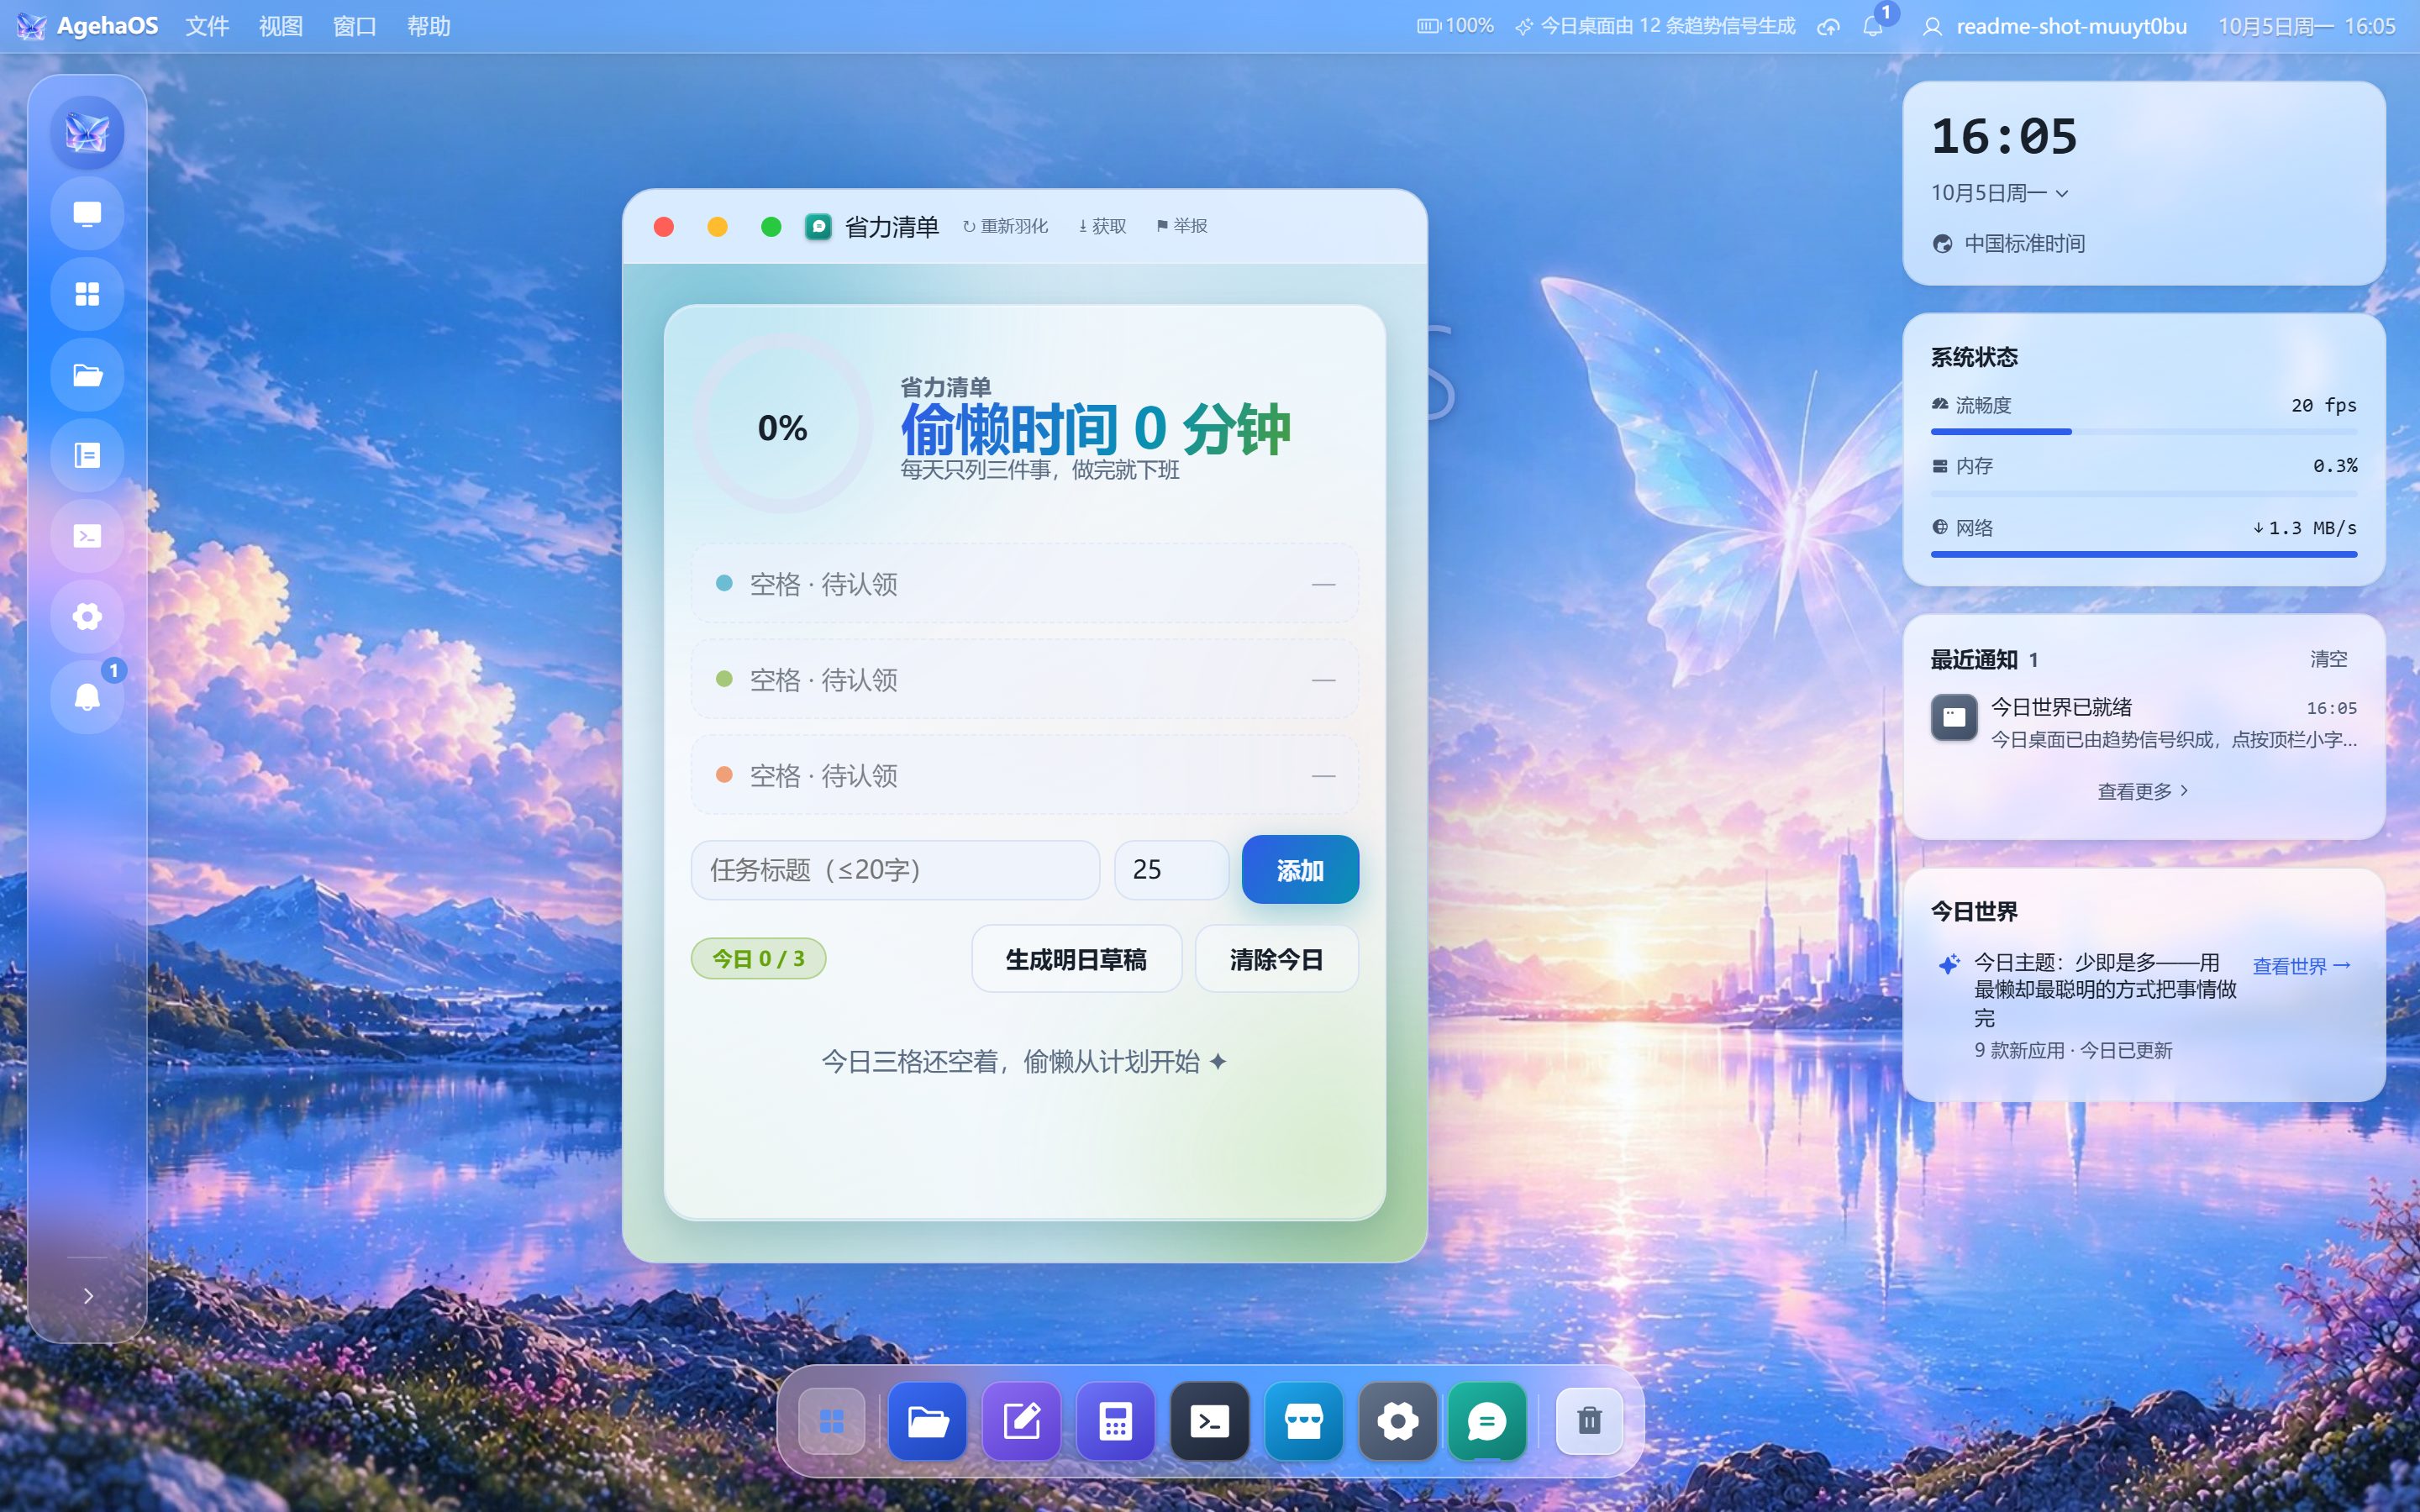 AgehaOS 文件 视图 窗口 帮助
100% 今日桌面由 12 条趋势信号生成 1 readme-shot-muuyt0bu 10月5日周一 16:05
1
省力清单 重新羽化 获取 举报
0%
省力清单
偷懒时间 0 分钟
每天只列三件事，做完就下班
空格 · 待认领 —
空格 · 待认领 —
空格 · 待认领 —
任务标题（≤20字） 25 添加
今日 0 / 3 生成明日草稿 清除今日
今日三格还空着，偷懒从计划开始 ✦
S
16:05
10月5日周一
中国标准时间
系统状态
流畅度 20 fps
内存 0.3%
网络 ↓1.3 MB/s
最近通知 1 清空
今日世界已就绪 16:05
今日桌面已由趋势信号织成，点按顶栏小字...
查看更多 >
今日世界
今日主题：少即是多——用 查看世界 →
最懒却最聪明的方式把事情做
完
9 款新应用 · 今日已更新